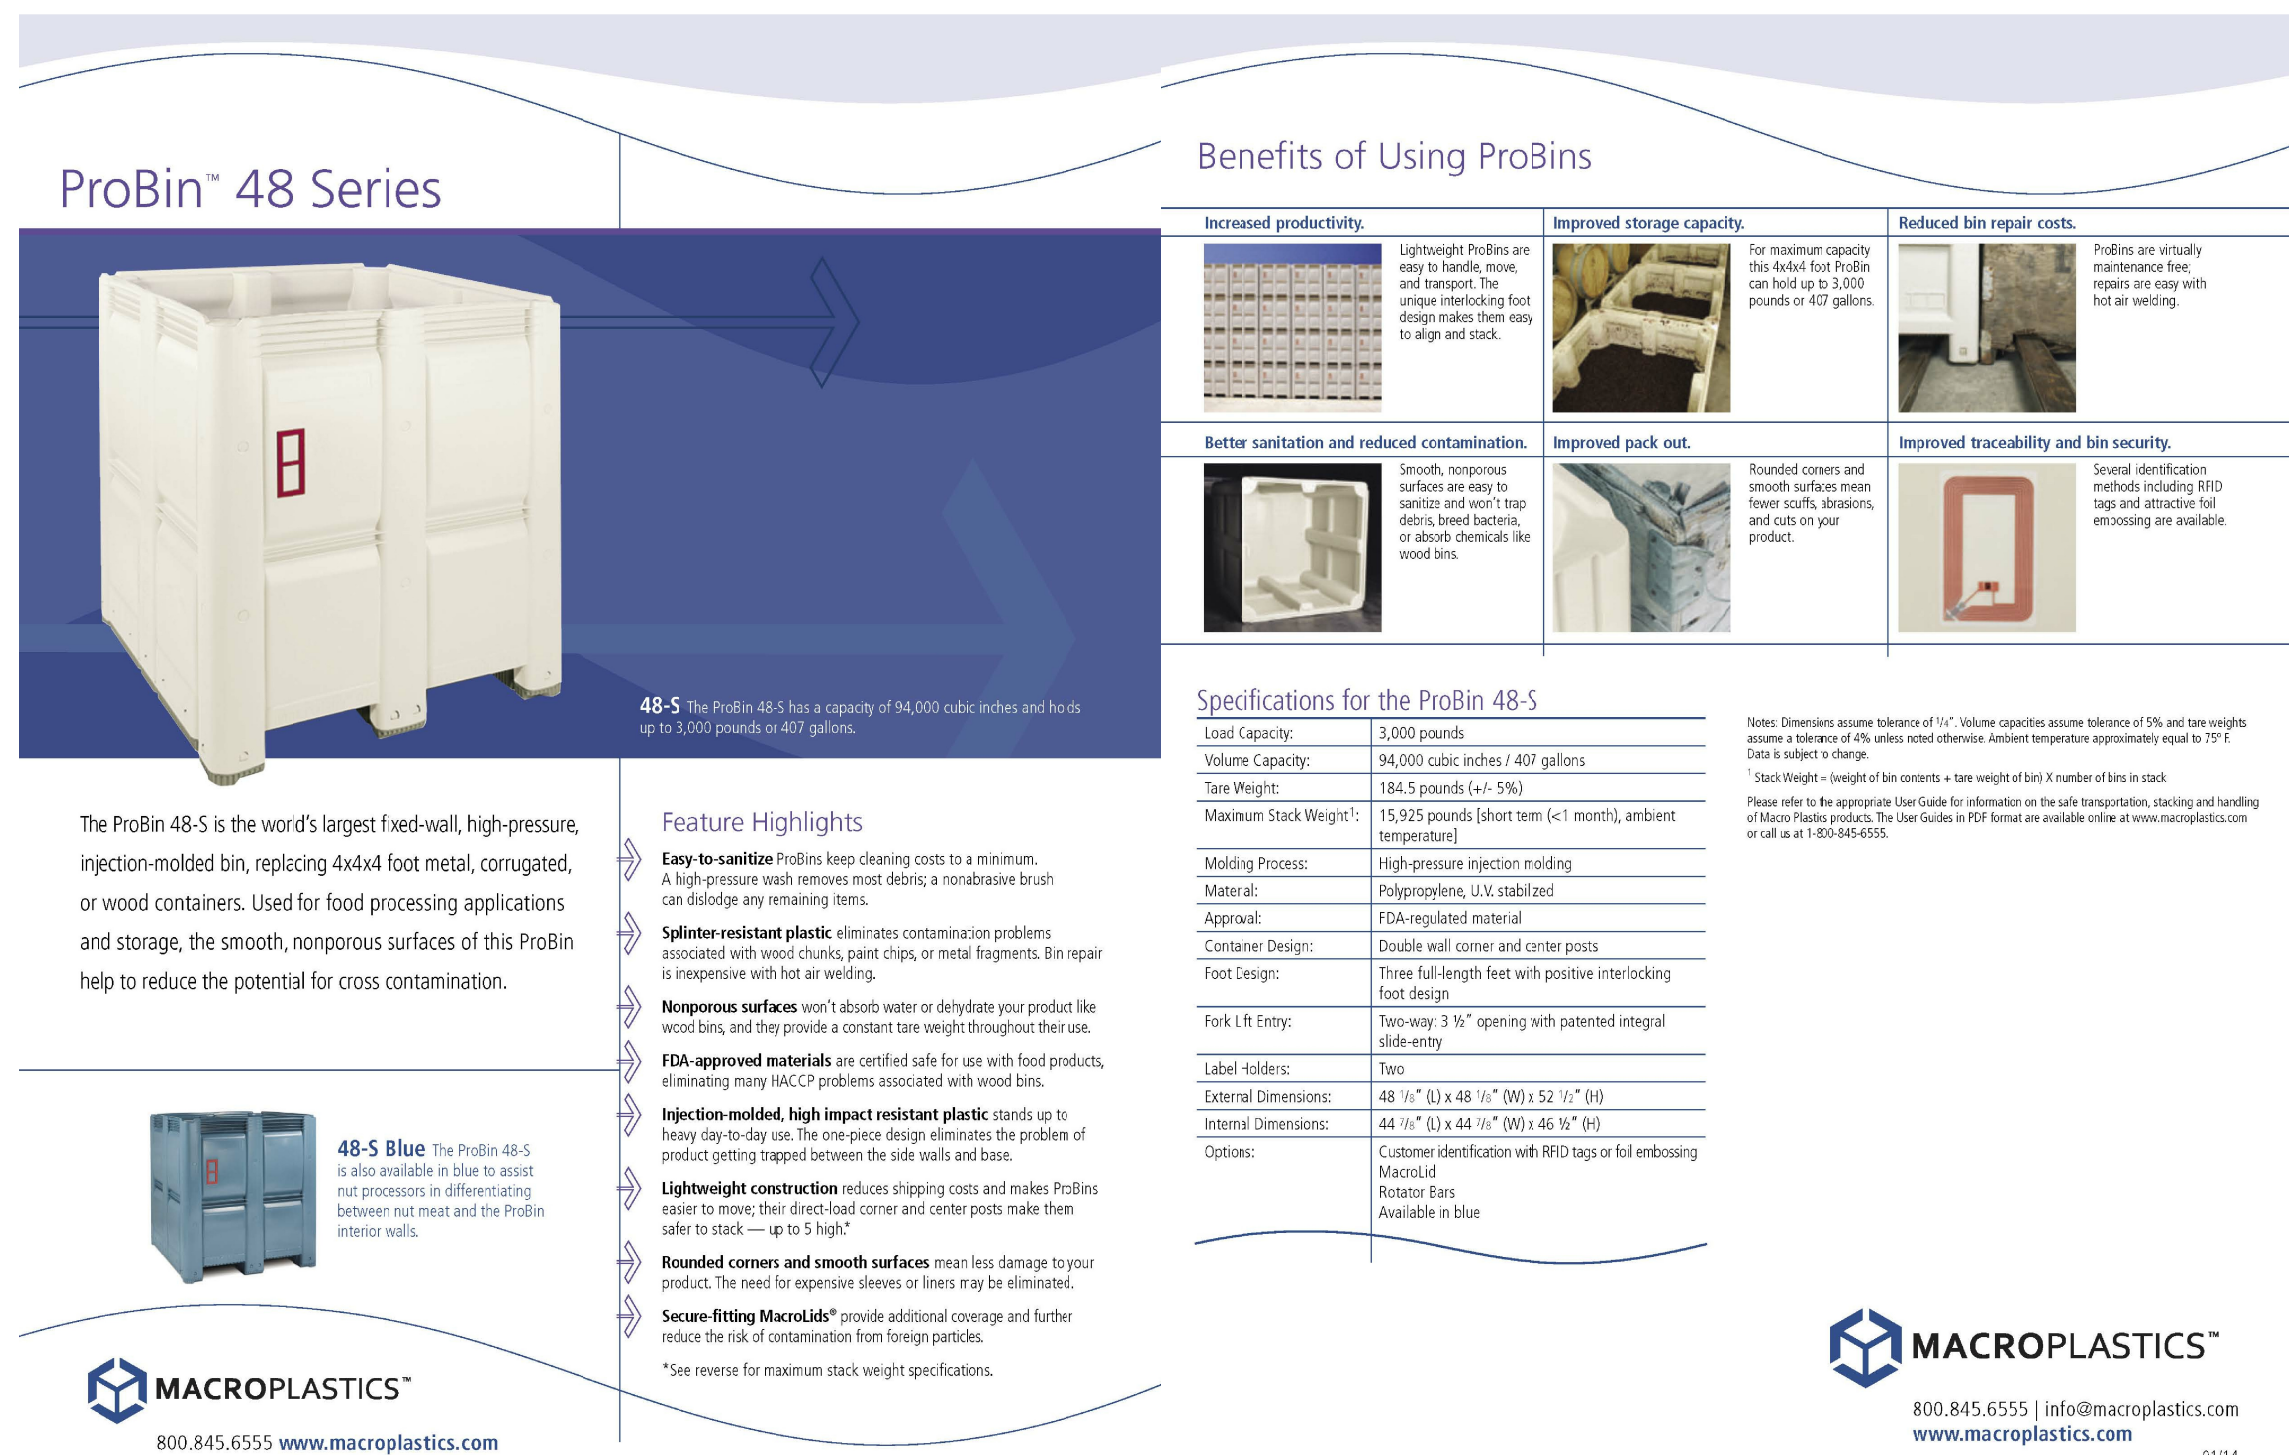 ProBin™ 48 Series
48-S The ProBin 48-S has a capacity of 94,000 cubic inches and holds
up to 3,000 pounds or 407 gallons.
The ProBin 48-S is the world's largest fixed-wall, high-pressure,
injection-molded bin, replacing 4x4x4 foot metal, corrugated,
or wood containers. Used for food processing applications
and storage, the smooth, nonporous surfaces of this ProBin
help to reduce the potential for cross contamination.
48-S Blue The ProBin 48-S
is also available in blue to assist
nut processors in differentiating
between nut meat and the ProBin
interior walls.
MACROPLASTICS™
800.845.6555 www.macroplastics.com
Feature Highlights
Easy-to-sanitize ProBins keep cleaning costs to a minimum.
A high-pressure wash removes most debris; a nonabrasive brush
can dislodge any remaining items.
Splinter-resistant plastic eliminates contamination problems
associated with wood chunks, paint chips, or metal fragments. Bin repair
is inexpensive with hot air welding.
Nonporous surfaces won't absorb water or dehydrate your product like
wood bins, and they provide a constant tare weight throughout their use.
FDA-approved materials are certified safe for use with food products,
eliminating many HACCP problems associated with wood bins.
Injection-molded, high impact resistant plastic stands up to
heavy day-to-day use. The one-piece design eliminates the problem of
product getting trapped between the side walls and base.
Lightweight construction reduces shipping costs and makes ProBins
easier to move; their direct-load corner and center posts make them
safer to stack — up to 5 high.*
Rounded corners and smooth surfaces mean less damage to your
product. The need for expensive sleeves or liners may be eliminated.
Secure-fitting MacroLids® provide additional coverage and further
reduce the risk of contamination from foreign particles.
*See reverse for maximum stack weight specifications.
Benefits of Using ProBins
Increased productivity.
Lightweight ProBins are
easy to handle, move,
and transport. The
unique interlocking foot
design makes them easy
to align and stack.
Improved storage capacity.
For maximum capacity
this 4x4x4 foot ProBin
can hold up to 3,000
pounds or 407 gallons.
Reduced bin repair costs.
ProBins are virtually
maintenance free;
repairs are easy with
hot air welding.
Better sanitation and reduced contamination.
Smooth, nonporous
surfaces are easy to
sanitize and won't trap
debris, breed bacteria,
or absorb chemicals like
wood bins.
Improved pack out.
Rounded corners and
smooth surfaces mean
fewer scuffs, abrasions,
and cuts on your
product.
Improved traceability and bin security.
Several identification
methods including RFID
tags and attractive foil
embossing are available.
Specifications for the ProBin 48-S
Load Capacity: 3,000 pounds
Volume Capacity: 94,000 cubic inches / 407 gallons
Tare Weight: 184.5 pounds (+/- 5%)
Maximum Stack Weight¹: 15,925 pounds [short term (<1 month), ambient
temperature]
Molding Process: High-pressure injection molding
Material: Polypropylene, U.V. stabilized
Approval: FDA-regulated material
Container Design: Double wall corner and center posts
Foot Design: Three full-length feet with positive interlocking
foot design
Fork Lift Entry: Two-way: 3 ½" opening with patented integral
slide-entry
Label Holders: Two
External Dimensions: 48 1/8" (L) x 48 1/8" (W) x 52 1/2" (H)
Internal Dimensions: 44 7/8" (L) x 44 7/8" (W) x 46 ½" (H)
Options: Customer identification with RFID tags or foil embossing
MacroLid
Rotator Bars
Available in blue
Notes: Dimensions assume tolerance of 1/4". Volume capacities assume tolerance of 5% and tare weights
assume a tolerance of 4% unless noted otherwise. Ambient temperature approximately equal to 75º F.
Data is subject to change.
¹ Stack Weight = (weight of bin contents + tare weight of bin) X number of bins in stack
Please refer to the appropriate User Guide for information on the safe transportation, stacking and handling
of Macro Plastics products. The User Guides in PDF format are available online at www.macroplastics.com
or call us at 1-800-845-6555.
MACROPLASTICS™
800.845.6555 | info@macroplastics.com
www.macroplastics.com